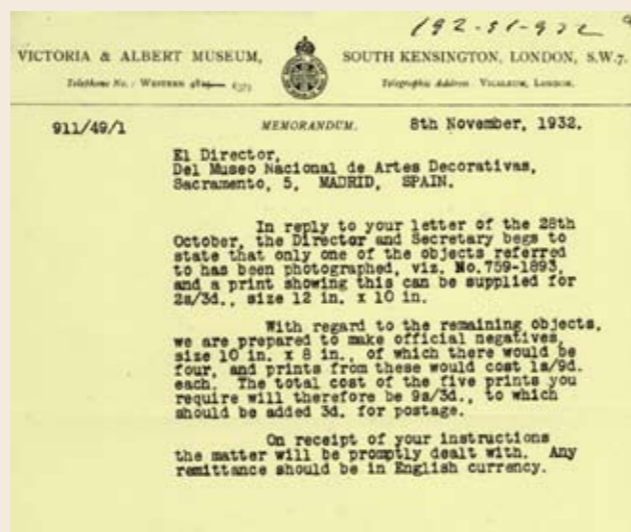 VICTORIA & ALBERT MUSEUM, SOUTH KENSINGTON, LONDON, S.W.7.
Telephone No.: WESTERN 6371 Telegraphic Address: VICALMUM, LONDON.
911/49/1 MEMORANDUM. 8th November, 1932.
El Director,
Del Museo Nacional de Artes Decorativas,
Sacramento, 5, MADRID, SPAIN.
In reply to your letter of the 28th
October, the Director and Secretary begs to
state that only one of the objects referred
to has been photographed, viz. No.759-1893,
and a print showing this can be supplied for
2s/3d., size 12 in. x 10 in.
With regard to the remaining objects,
we are prepared to make official negatives,
size 10 in. x 8 in., of which there would be
four, and prints from these would cost 1s/9d.
each. The total cost of the five prints you
require will therefore be 9s/3d., to which
should be added 3d. for postage.
On receipt of your instructions
the matter will be promptly dealt with. Any
remittance should be in English currency.